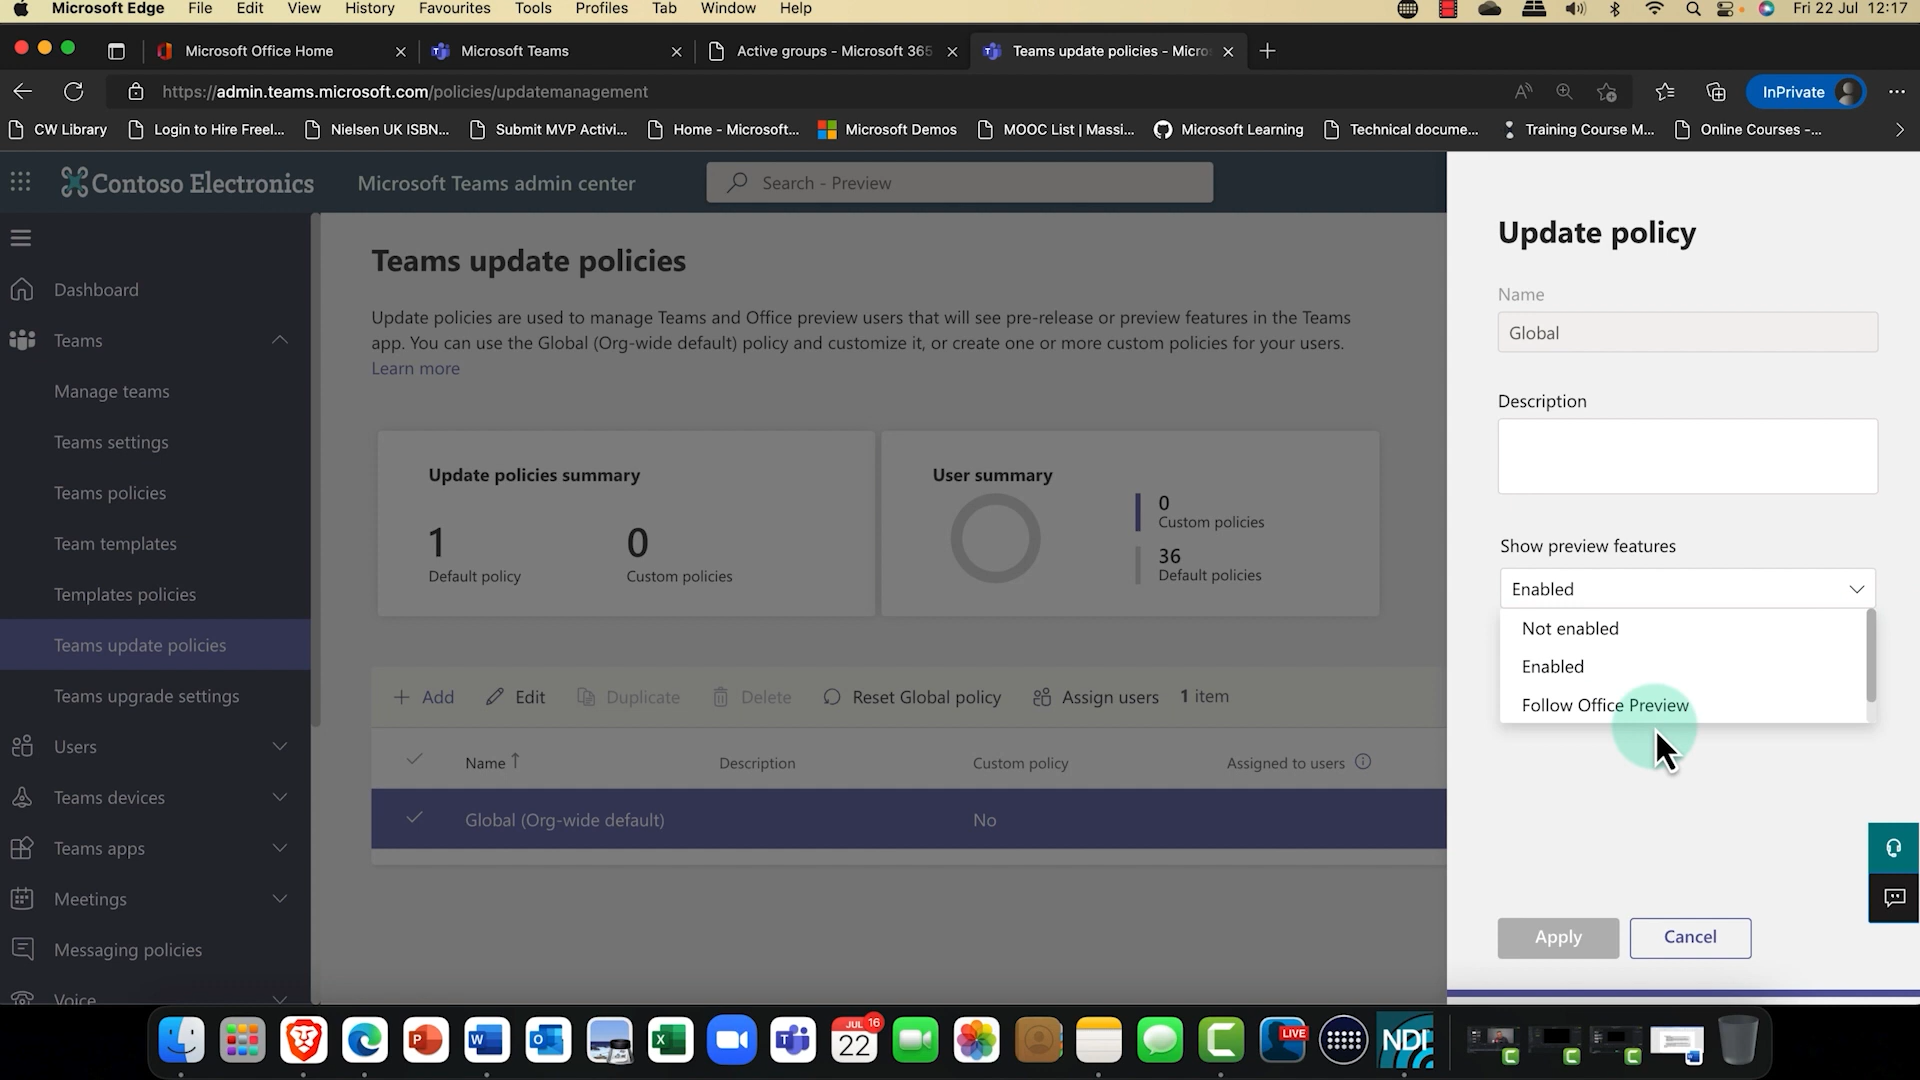 Microsoft Edge File Edit View History Favourites Tools Profiles Tab Window Help Fri 22 Jul 12:17
Microsoft Office Home Microsoft Teams Active groups - Microsoft 365 Teams update policies - Micro
https://admin.teams.microsoft.com/policies/updatemanagement InPrivate
CW Library Login to Hire Freel... Nielsen UK ISBN... Submit MVP Activi... Home - Microsoft... Microsoft Demos MOOC List | Massi... Microsoft Learning Technical docume... Training Course M... Online Courses -...
Contoso Electronics Microsoft Teams admin center Search - Preview
Dashboard
Teams
Manage teams
Teams settings
Teams policies
Team templates
Templates policies
Teams update policies
Teams upgrade settings
Users
Teams devices
Teams apps
Meetings
Messaging policies
Voice
Teams update policies
Update policies are used to manage Teams and Office preview users that will see pre-release or preview features in the Teams
app. You can use the Global (Org-wide default) policy and customize it, or create one or more custom policies for your users.
Learn more
Update policies summary
1 0
Default policy Custom policies
User summary
0
Custom policies
36
Default policies
Add Edit Duplicate Delete Reset Global policy Assign users 1 item
Name Description Custom policy Assigned to users
Global (Org-wide default) No
Update policy
Name
Global
Description
Show preview features
Enabled
Not enabled
Enabled
Follow Office Preview
Apply Cancel
JUL 16
22
LIVE
NDI